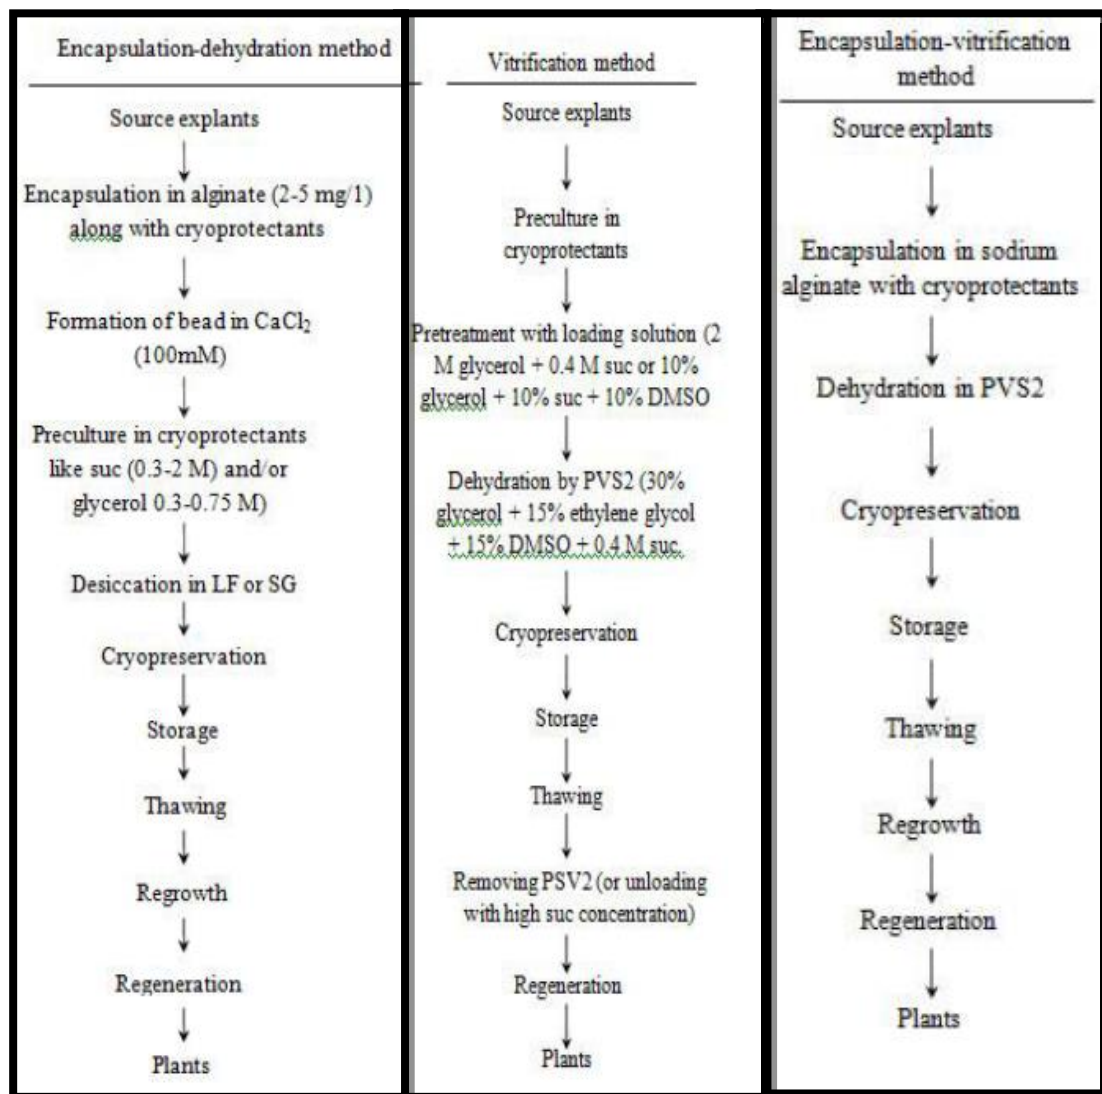 Encapsulation-dehydration method
Source explants
Encapsulation in alginate (2-5 mg/1)
along with cryoprotectants
Formation of bead in CaCl₂
(100mM)
Preculture in cryoprotectants
like suc (0.3-2 M) and/or
glycerol 0.3-0.75 M)
Desiccation in LF or SG
Cryopreservation
Storage
Thawing
Regrowth
Regeneration
Plants
Vitrification method
Source explants
Preculture in
cryoprotectants
Pretreatment with loading solution (2
M glycerol + 0.4 M suc or 10%
glycerol + 10% suc + 10% DMSO
Dehydration by PVS2 (30%
glycerol + 15% ethylene glycol
+ 15% DMSO + 0.4 M suc.
Cryopreservation
Storage
Thawing
Removing PSV2 (or unloading
with high suc concentration)
Regeneration
Plants
Encapsulation-vitrification
method
Source explants
Encapsulation in sodium
alginate with cryoprotectants
Dehydration in PVS2
Cryopreservation
Storage
Thawing
Regrowth
Regeneration
Plants